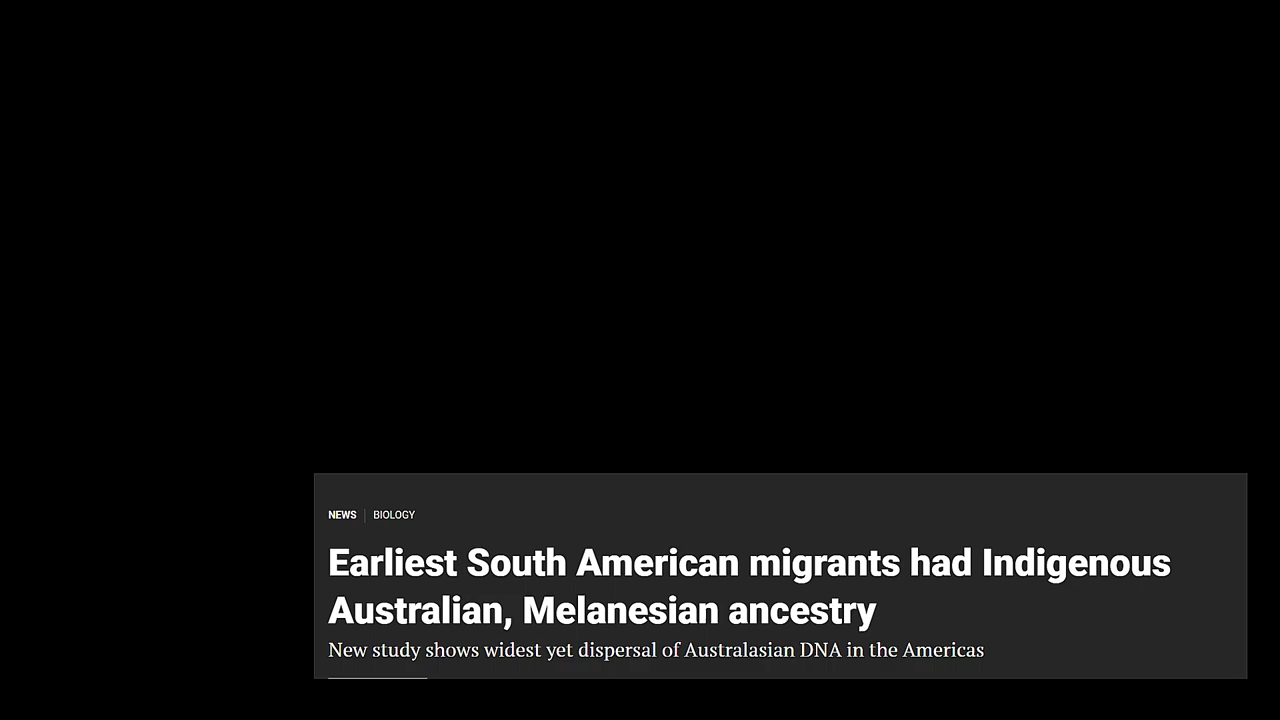 NEWS | BIOLOGY
Earliest South American migrants had Indigenous
Australian, Melanesian ancestry
New study shows widest yet dispersal of Australasian DNA in the Americas